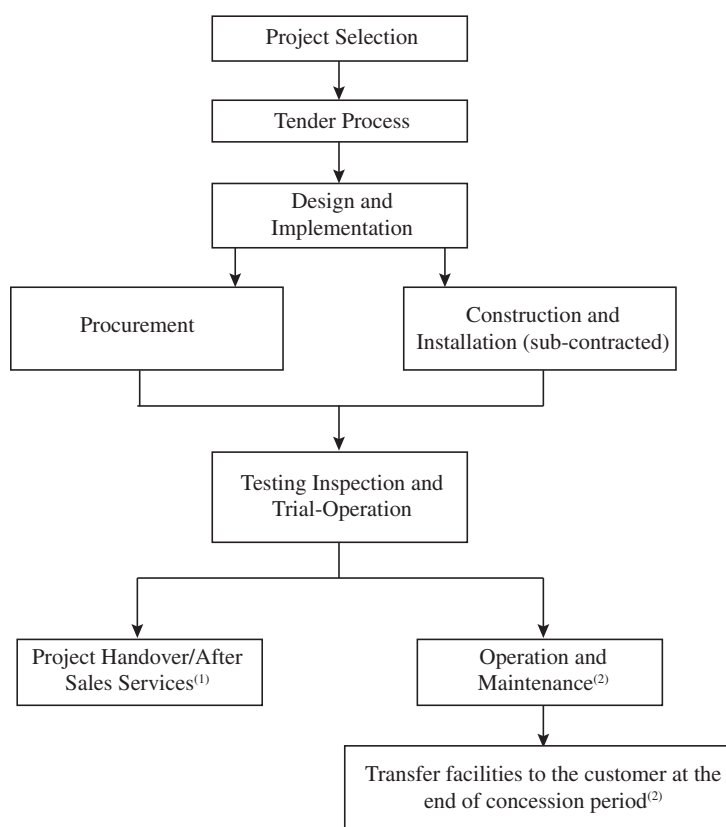 Project Selection
Tender Process
Design and
Implementation
Procurement
Construction and
Installation (sub-contracted)
Testing Inspection and
Trial-Operation
Project Handover/After
Sales Services(1)
Operation and
Maintenance(2)
Transfer facilities to the customer at the
end of concession period(2)